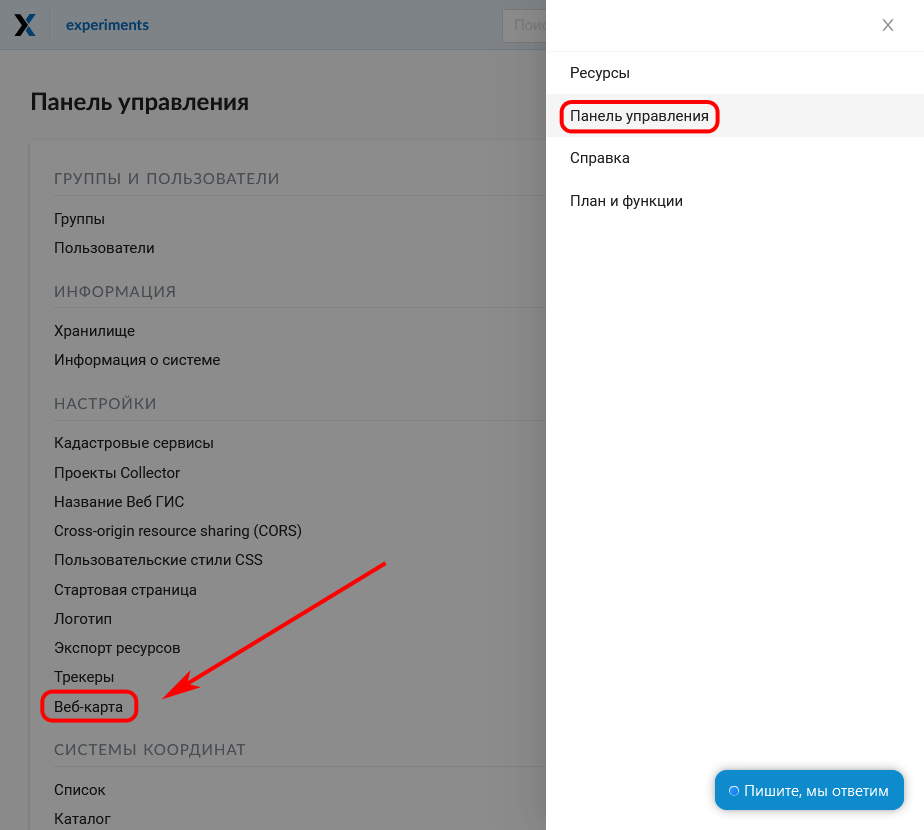 experiments
Поис
Панель управления
ГРУППЫ И ПОЛЬЗОВАТЕЛИ
Группы
Пользователи
ИНФОРМАЦИЯ
Хранилище
Информация о системе
НАСТРОЙКИ
Кадастровые сервисы
Проекты Collector
Название Веб ГИС
Cross-origin resource sharing (CORS)
Пользовательские стили CSS
Стартовая страница
Логотип
Экспорт ресурсов
Трекеры
Веб-карта
СИСТЕМЫ КООРДИНАТ
Список
Каталог
Ресурсы
Панель управления
Справка
План и функции
Пишите, мы ответим